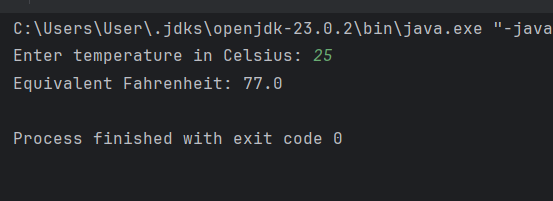 C:\Users\User\.jdks\openjdk-23.0.2\bin\java.exe "-java
Enter temperature in Celsius: 25
Equivalent Fahrenheit: 77.0
Process finished with exit code 0